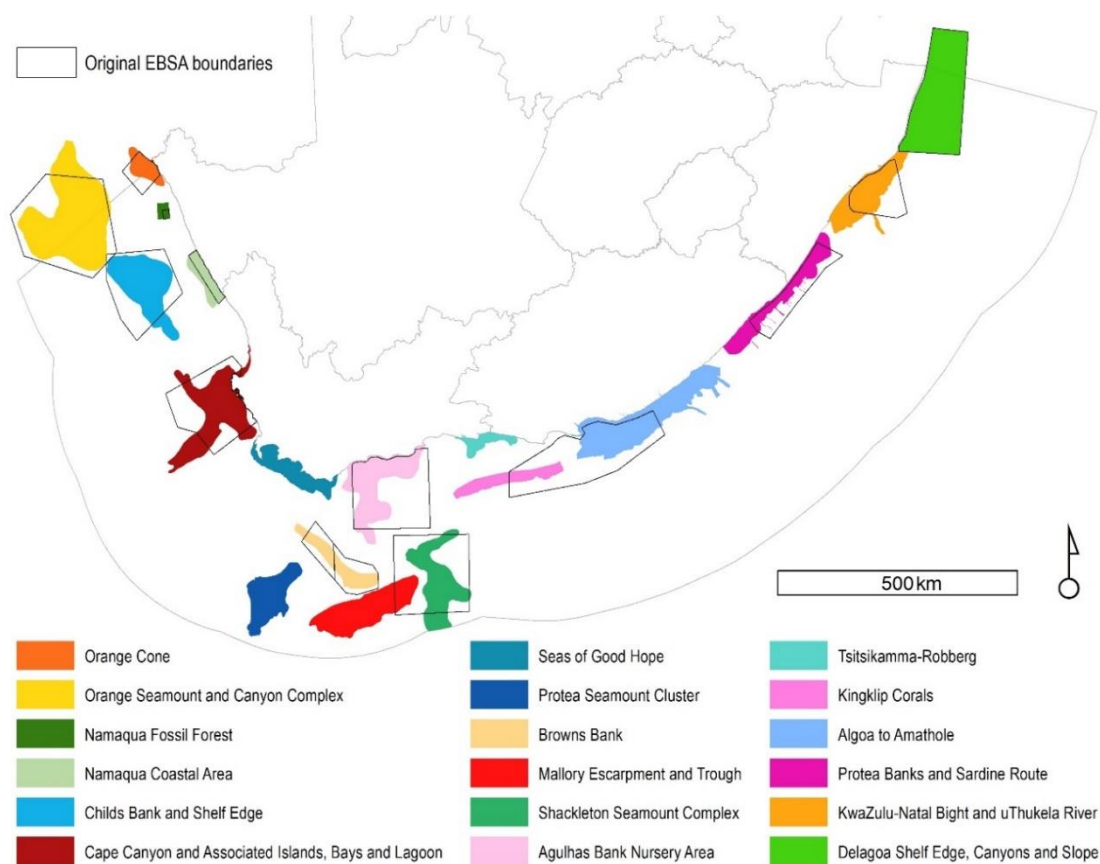 Original EBSA boundaries
500 km
Orange Cone
Orange Seamount and Canyon Complex
Namaqua Fossil Forest
Namaqua Coastal Area
Childs Bank and Shelf Edge
Cape Canyon and Associated Islands, Bays and Lagoon
Seas of Good Hope
Protea Seamount Cluster
Browns Bank
Mallory Escarpment and Trough
Shackleton Seamount Complex
Agulhas Bank Nursery Area
Tsitsikamma-Robberg
Kingklip Corals
Algoa to Amathole
Protea Banks and Sardine Route
KwaZulu-Natal Bight and uThukela River
Delagoa Shelf Edge, Canyons and Slope